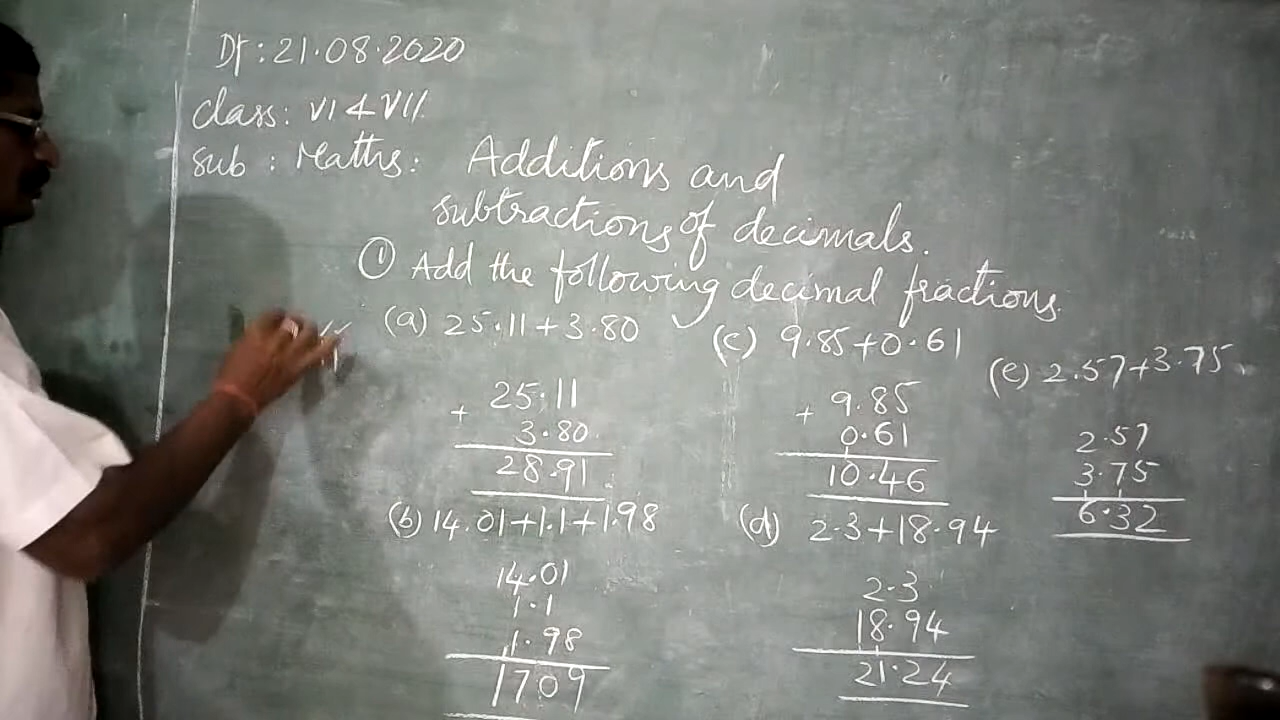 Dt: 21.08.2020
Class: VI & VII
Sub: Maths: Additions and
subtractions of decimals.
① Add the following decimal fractions.
(a) 25.11+3.80
25.11
+
3.80
28.91
(b) 14.01+1.1+1.98
14.01
1.1
1.98
1709
(c) 9.85+0.61
9.85
+
0.61
10.46
(d) 2.3+18.94
2.3
18.94
21.24
(e) 2.57+3.75
2.57
3.75
6.32